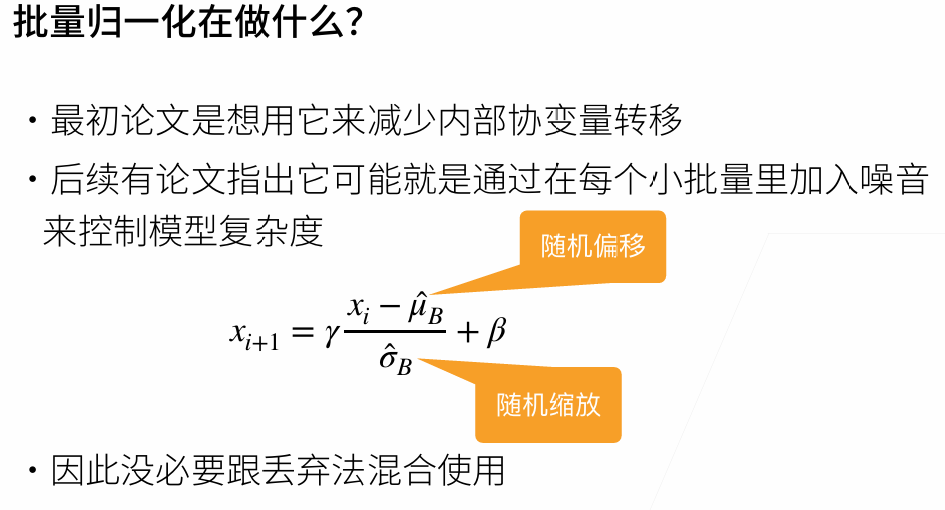 批量归一化在做什么？
• 最初论文是想用它来减少内部协变量转移
• 后续有论文指出它可能就是通过在每个小批量里加入噪音
来控制模型复杂度
随机偏移
x_{i+1} = γ \frac{x_i − \hat{μ}_B}{\hat{σ}_B} + β
随机缩放
• 因此没必要跟丢弃法混合使用